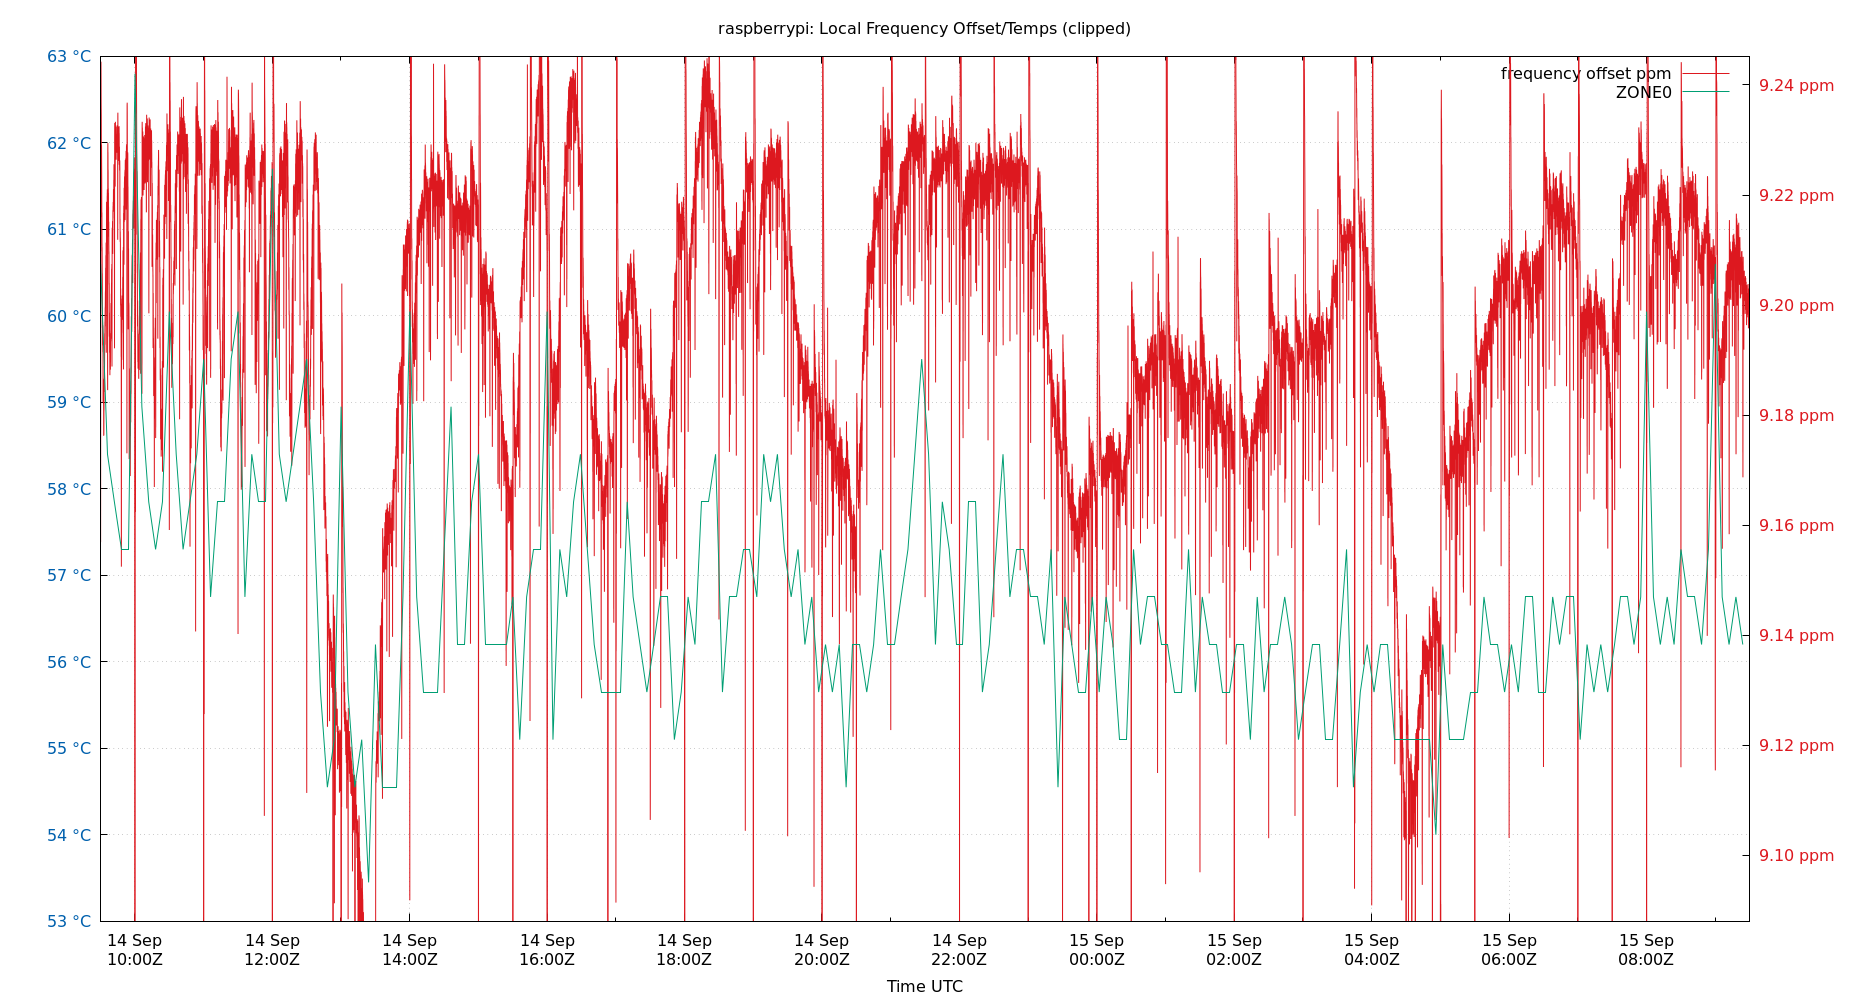 raspberrypi: Local Frequency Offset/Temps (clipped)
63 °C
62 °C
61 °C
60 °C
59 °C
58 °C
57 °C
56 °C
55 °C
54 °C
53 °C
frequency offset ppm
ZONE0
9.24 ppm
9.22 ppm
9.20 ppm
9.18 ppm
9.16 ppm
9.14 ppm
9.12 ppm
9.10 ppm
14 Sep 14 Sep 14 Sep 14 Sep 14 Sep 14 Sep 14 Sep 15 Sep 15 Sep 15 Sep 15 Sep 15 Sep
10:00Z 12:00Z 14:00Z 16:00Z 18:00Z 20:00Z 22:00Z 00:00Z 02:00Z 04:00Z 06:00Z 08:00Z
Time UTC